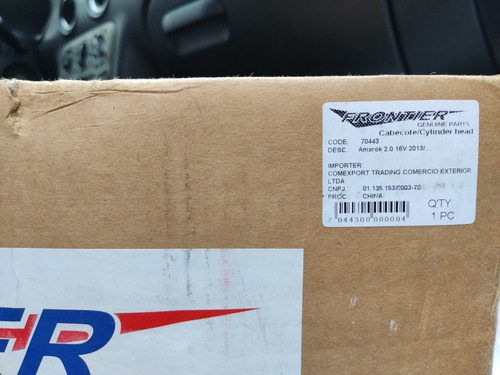 FRONTIER
GENUINE PARTS
Cabecote/Cylinder head
CODE. 70443
DESC. Amarok 2.0 16V 2013/...
IMPORTER
COMEXPORT TRADING COMERCIO EXTERIOR
LTDA
CNPJ 01.135.153/0003-70
PROC CHINA
Q'TY
1 PC
7 044300 000004
ER